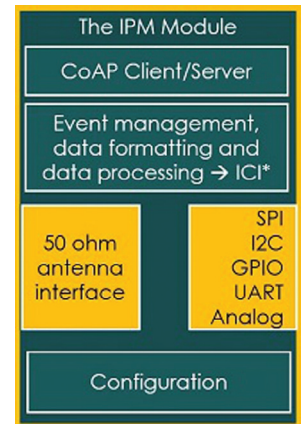 The IPM Module
CoAP Client/Server
Event management,
data formatting and
data processing → ICI*
50 ohm
antenna
interface
SPI
I2C
GPIO
UART
Analog
Configuration